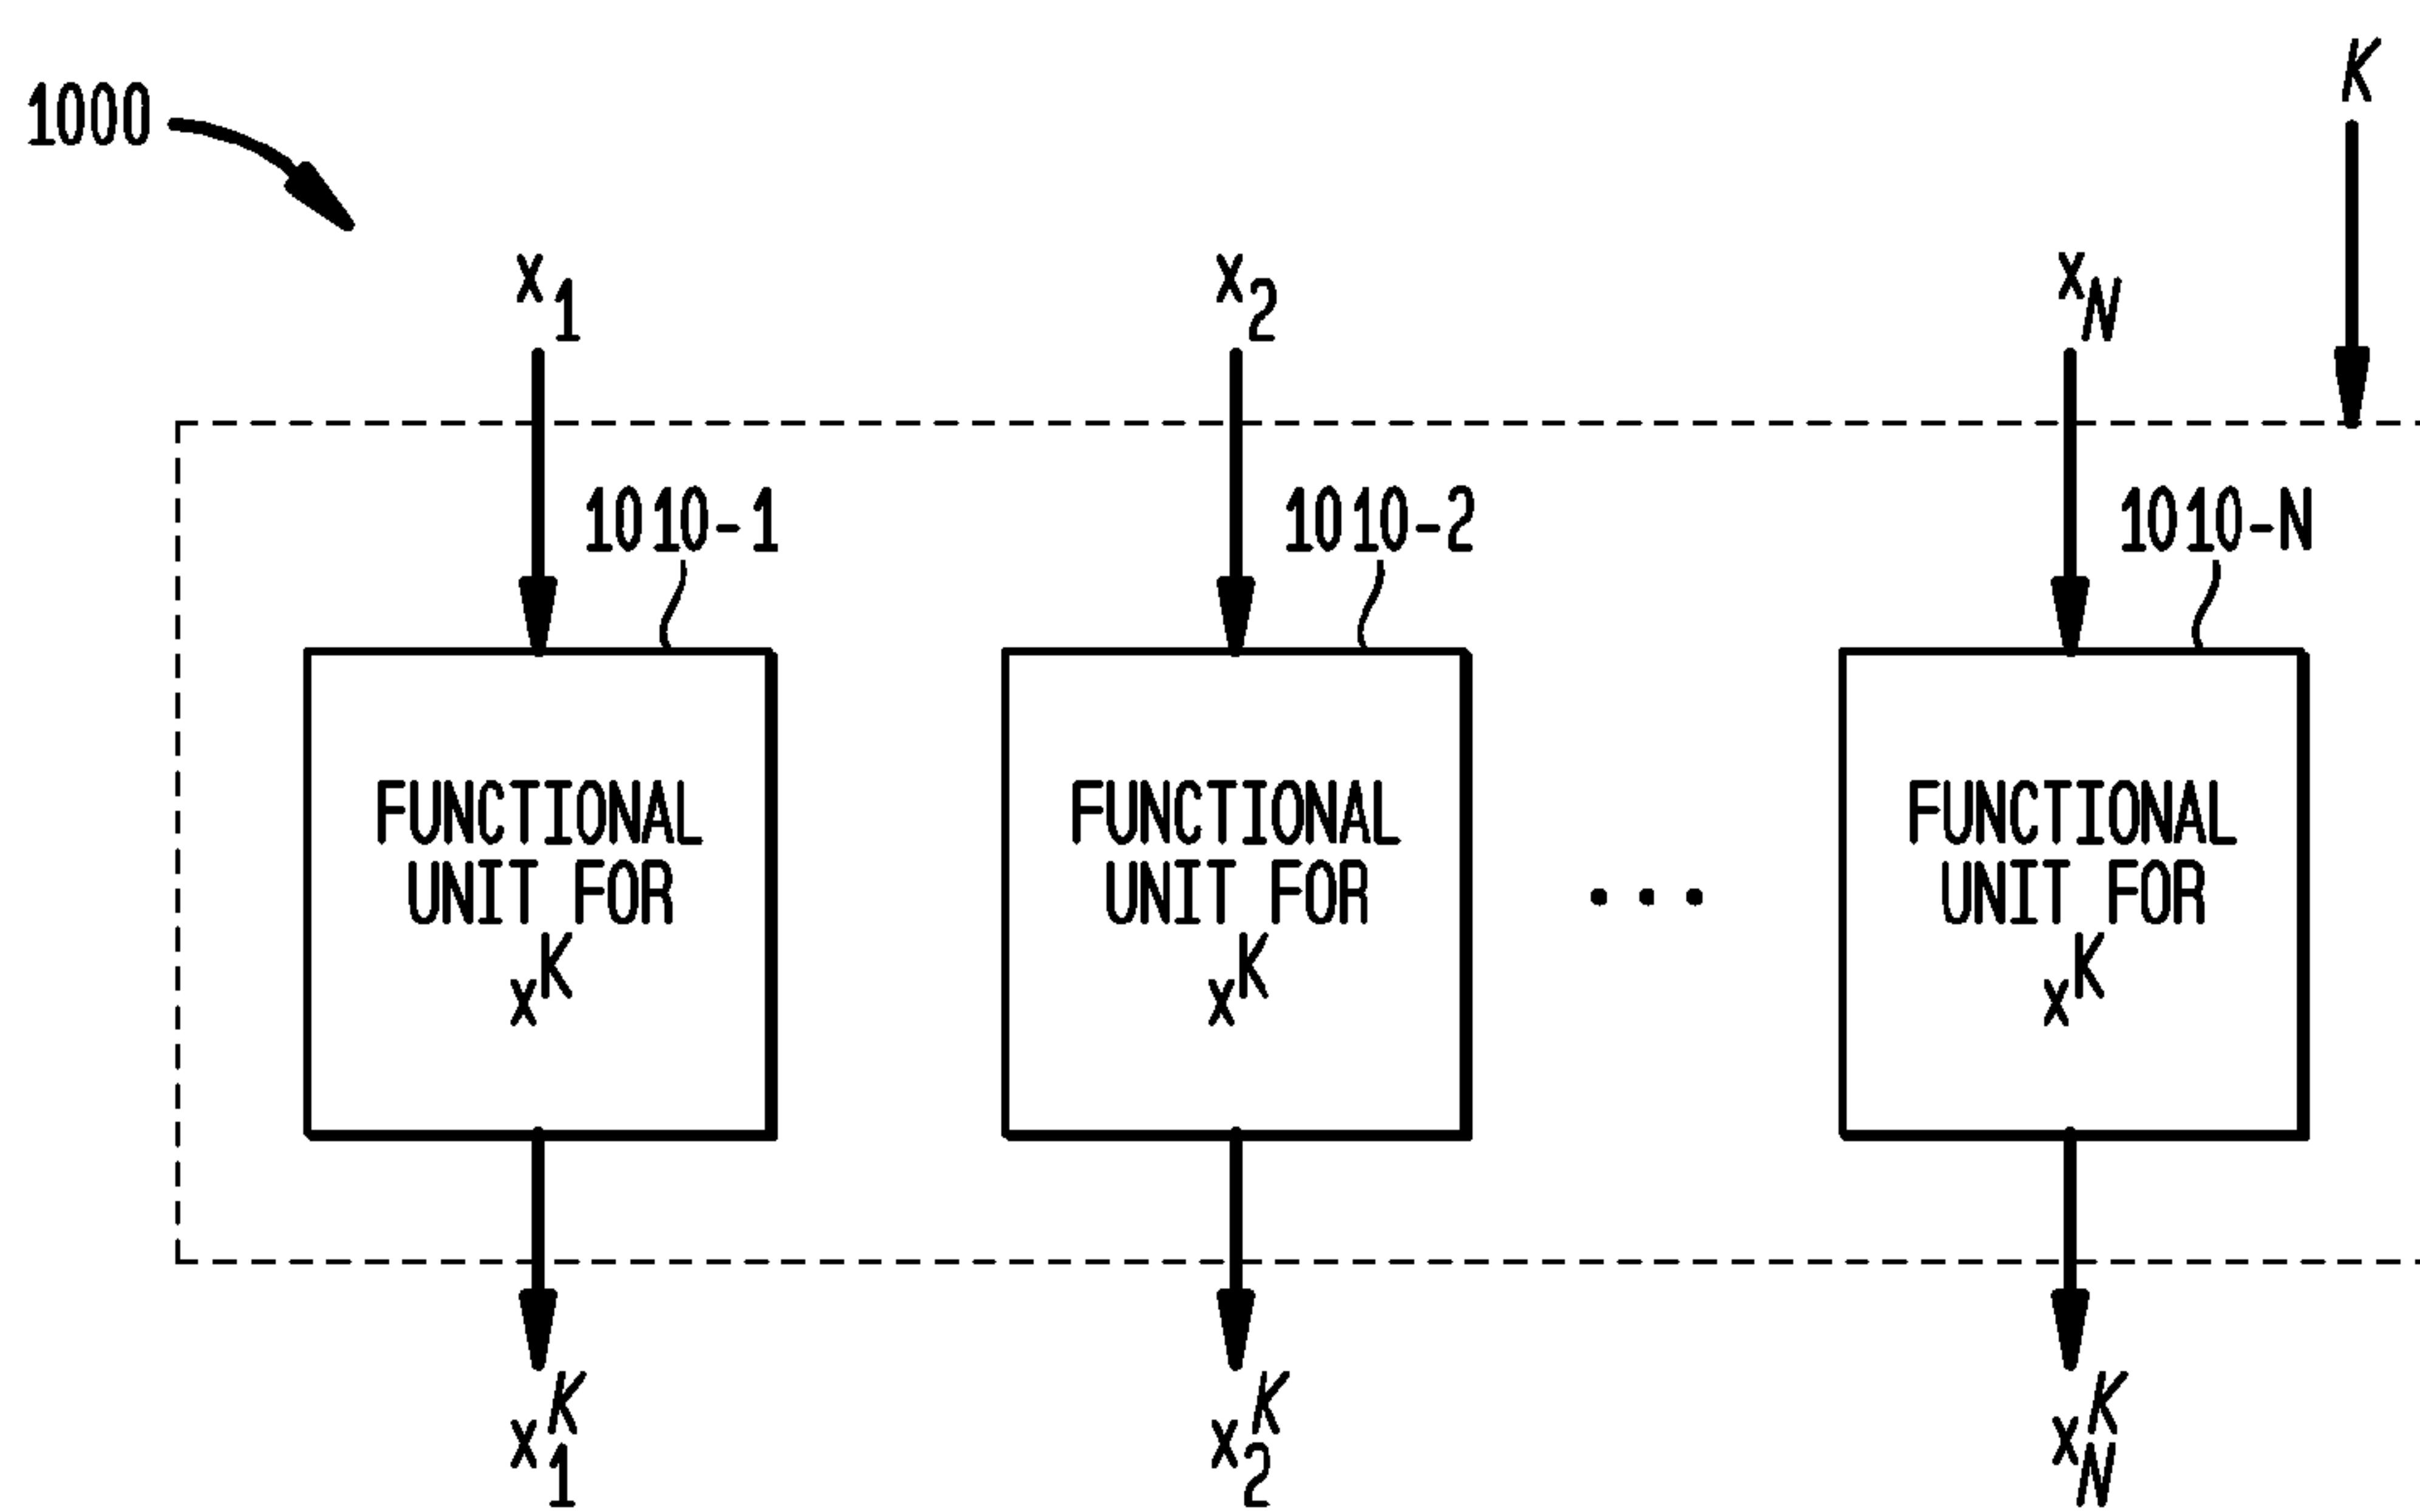 1000
K
x1
x2
xN
1010-1
1010-2
1010-N
FUNCTIONAL
UNIT FOR
xK
FUNCTIONAL
UNIT FOR
xK
...
FUNCTIONAL
UNIT FOR
xK
x1K
x2K
xNK